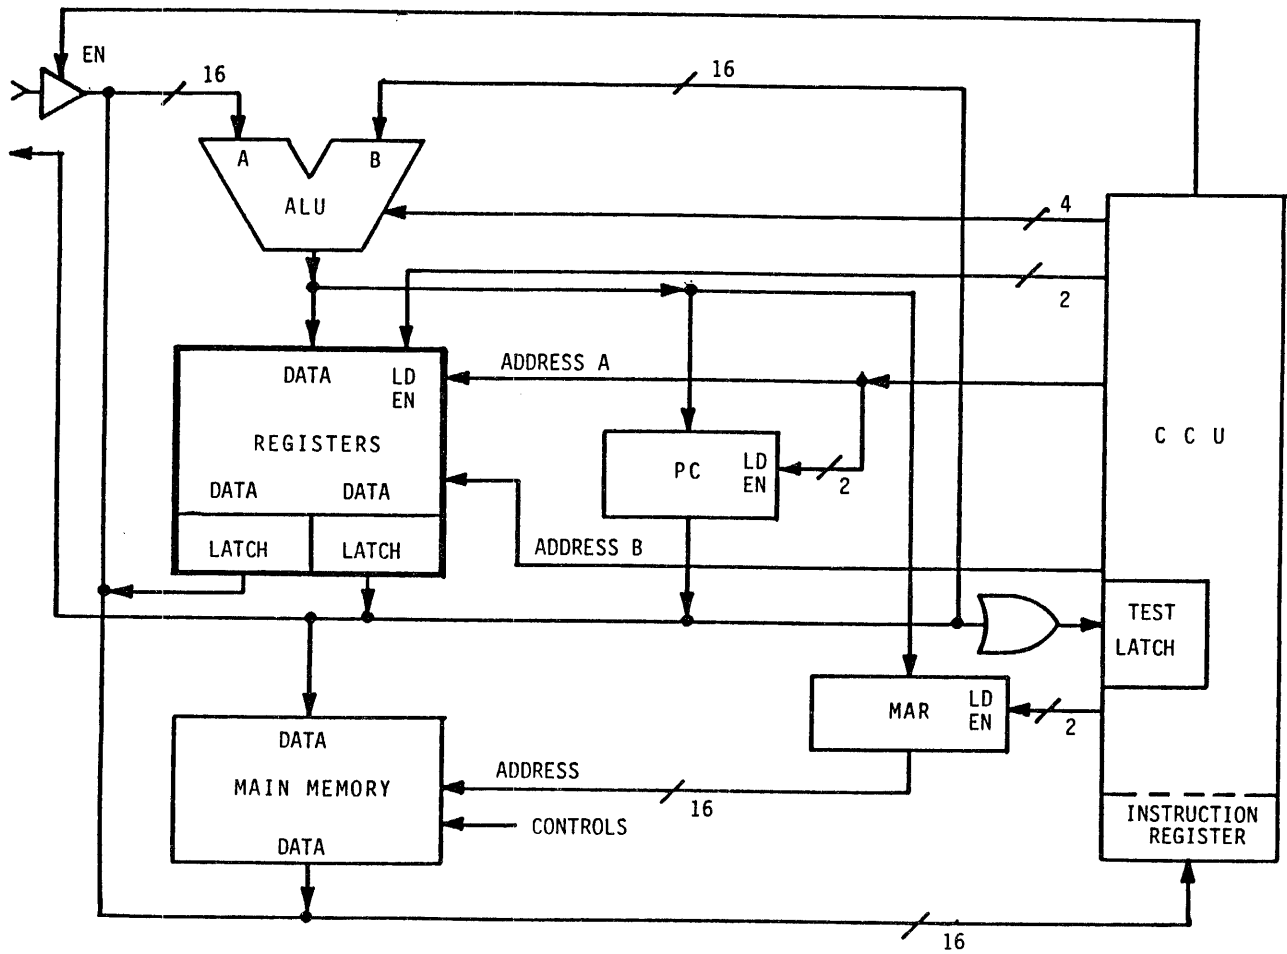 EN
16
16
A
B
ALU
4
2
ADDRESS A
DATA
LD
EN
REGISTERS
CCU
PC
LD
EN
2
DATA
DATA
LATCH
LATCH
ADDRESS B
TEST
LATCH
MAR
LD
EN
2
DATA
ADDRESS
MAIN MEMORY
16
CONTROLS
DATA
INSTRUCTION
REGISTER
16